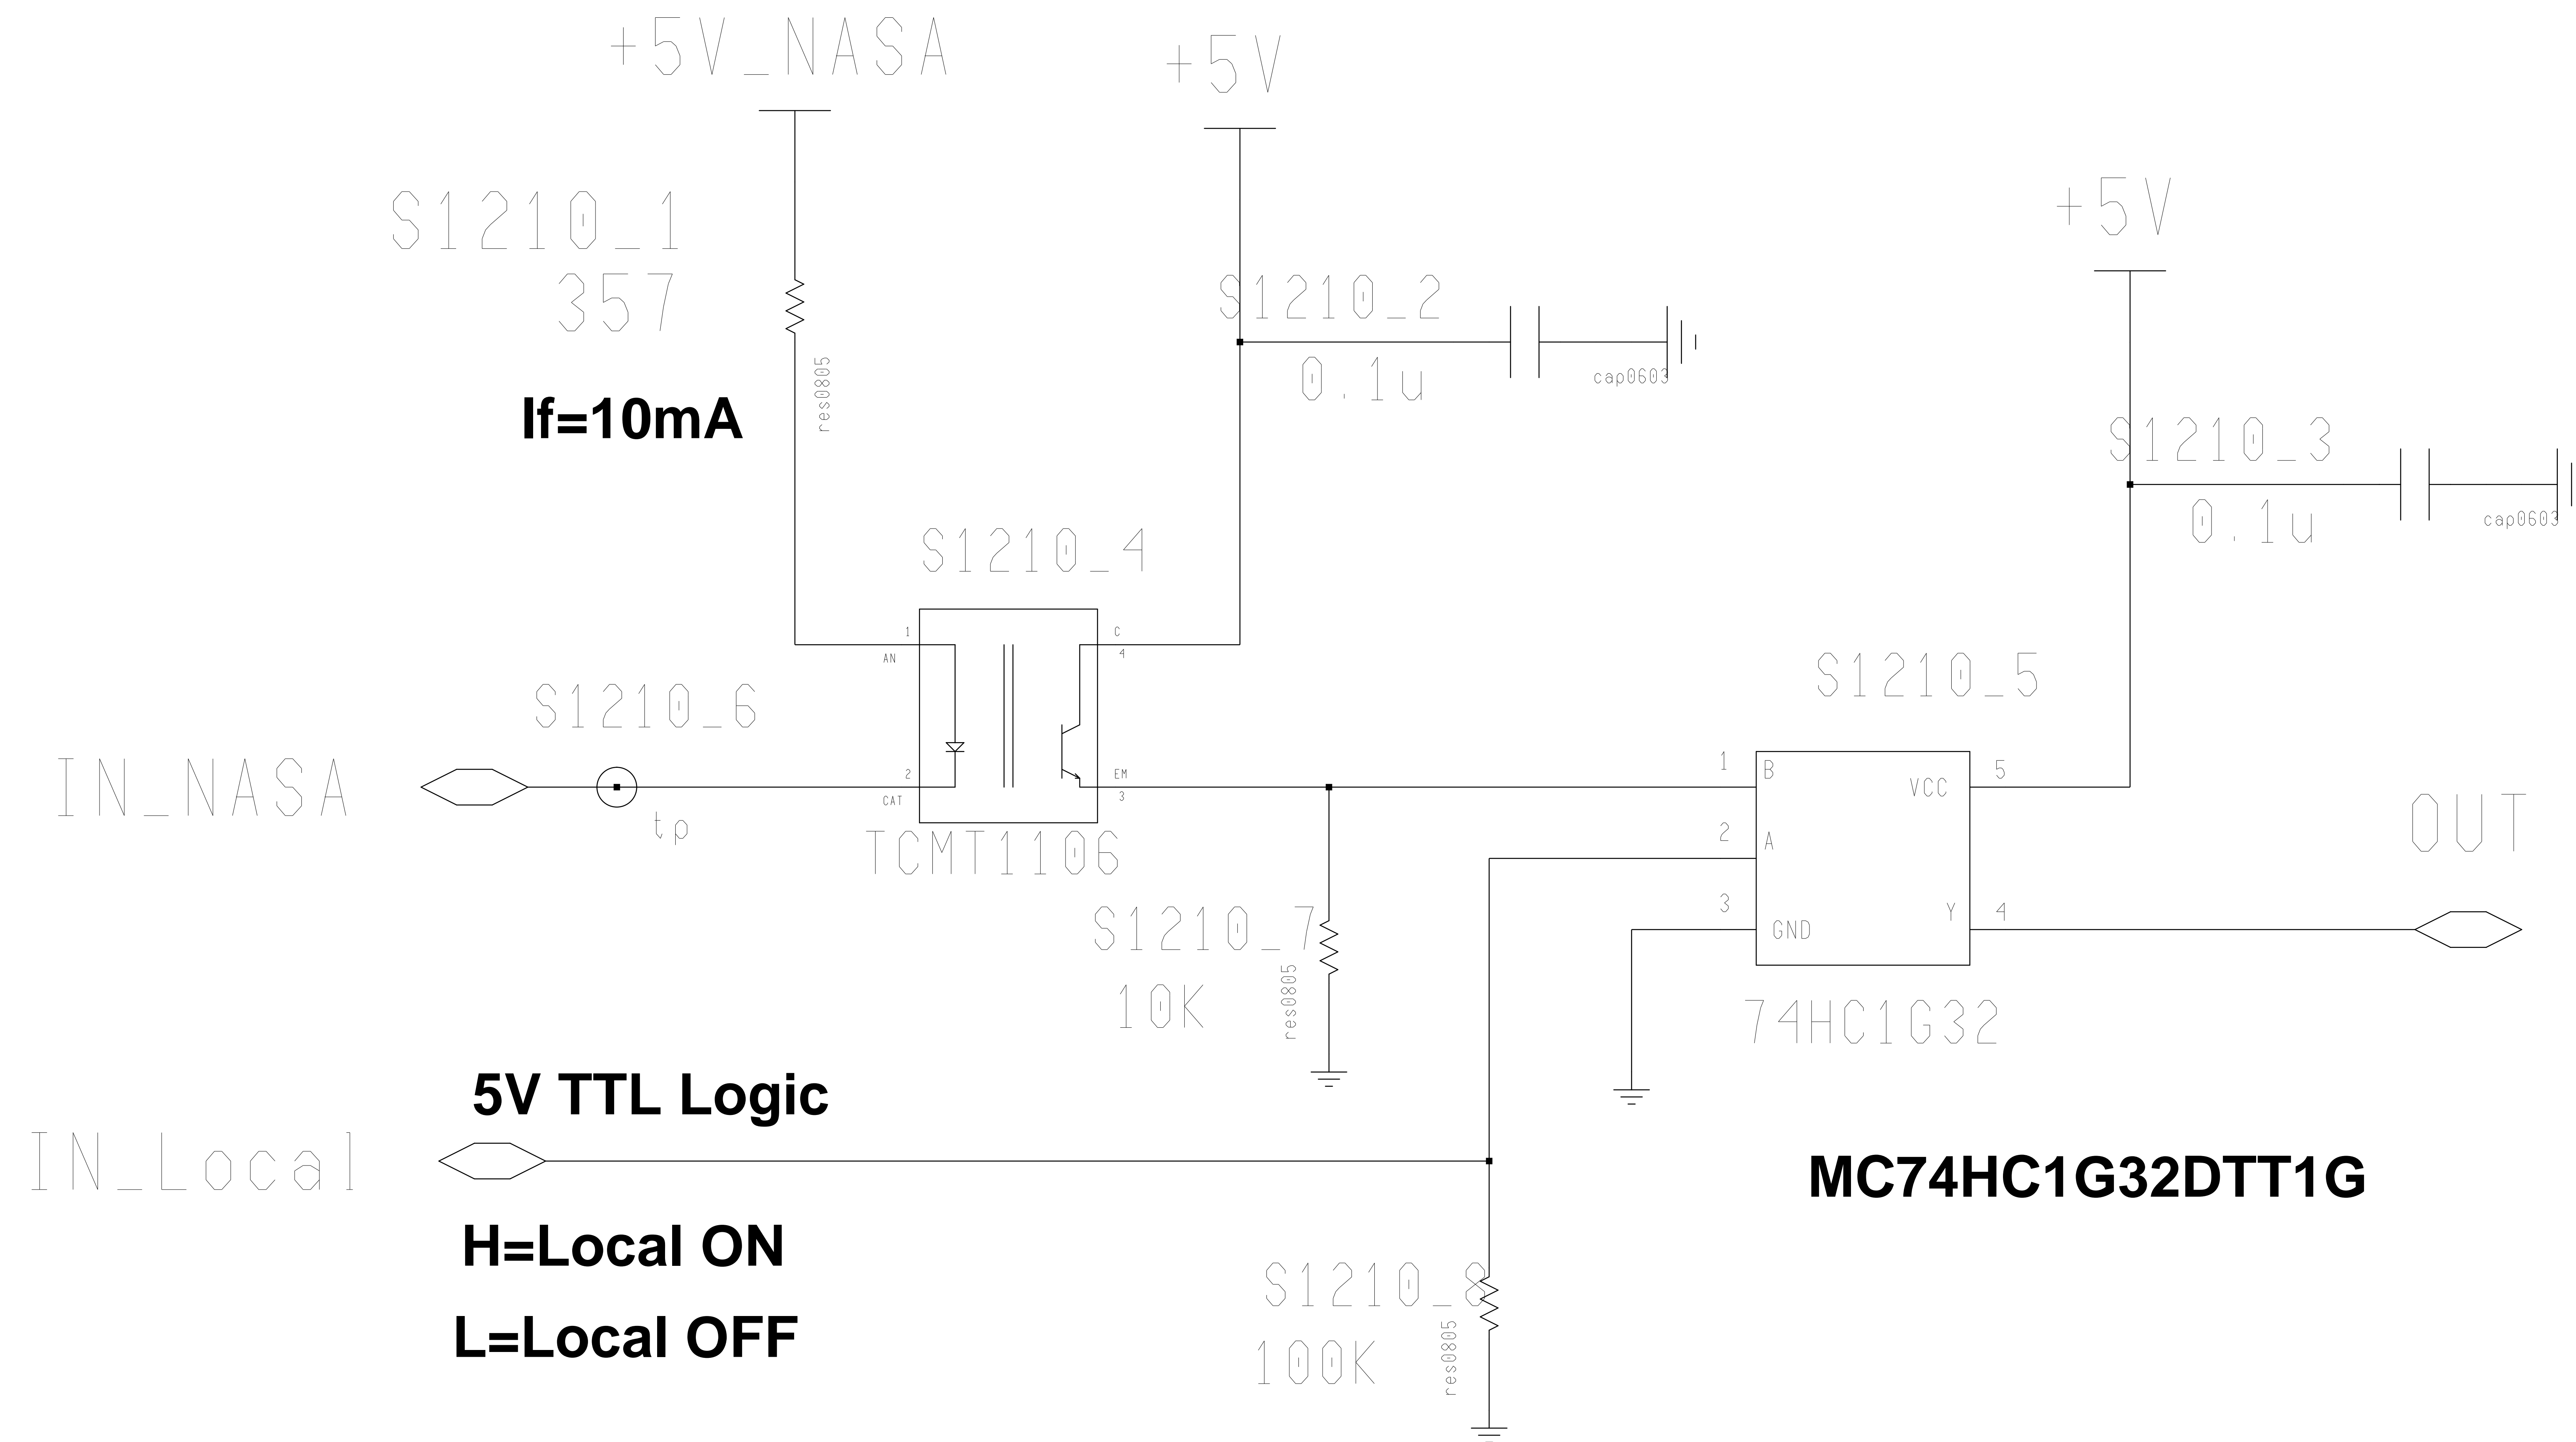 +5V_NASA
+5V
+5V
S1210_1
357
res0805
If=10mA
S1210_2
0.1u
cap0603
S1210_3
0.1u
cap0603
S1210_4
1
AN
C
4
2
CAT
EM
3
TCMT1106
S1210_6
IN_NASA
tp
S1210_5
1
B
VCC
5
2
A
3
GND
Y
4
74HC1G32
OUT
S1210_7
10K
res0805
5V TTL Logic
IN_Local
H=Local ON
L=Local OFF
MC74HC1G32DTT1G
S1210_8
100K
res0805